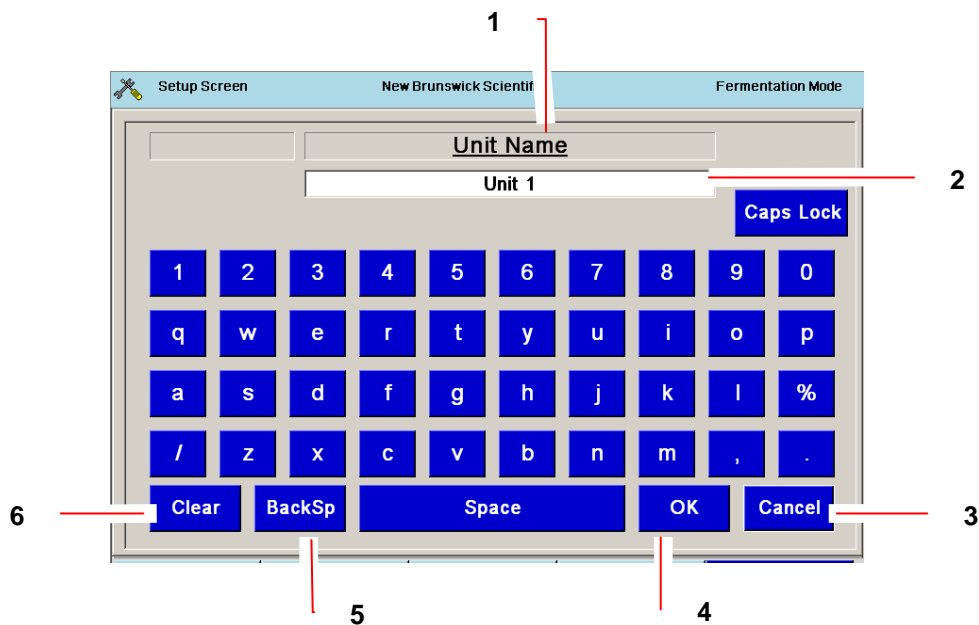 1
Setup Screen New Brunswick Scientif Fermentation Mode
Unit Name
Unit 1
2
Caps Lock
1 2 3 4 5 6 7 8 9 0
q w e r t y u i o p
a s d f g h j k l %
/ z x c v b n m , .
Clear BackSp Space OK Cancel
6
3
5
4